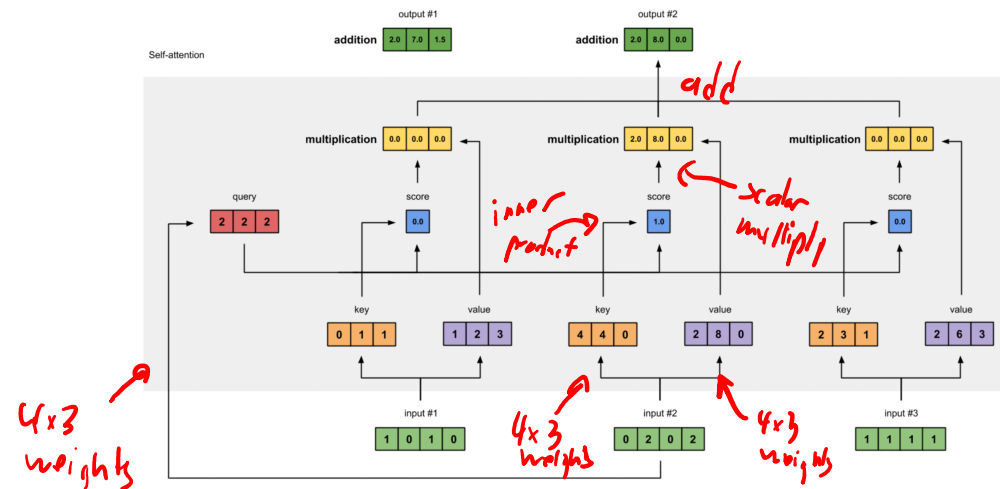 output #1
output #2
addition 2.0 7.0 1.5
addition 2.0 8.0 0.0
Self-attention
add
multiplication 0.0 0.0 0.0
multiplication 2.0 8.0 0.0
multiplication 0.0 0.0 0.0
query
score
score
score
scalar
multiply
inner
product
2 2 2
0.0
1.0
0.0
key
value
key
value
key
value
0 1 1
1 2 3
4 4 0
2 8 0
2 3 1
2 6 3
4x3
weights
input #1
4x3
weights
input #2
4x3
weights
input #3
1 0 1 0
0 2 0 2
1 1 1 1